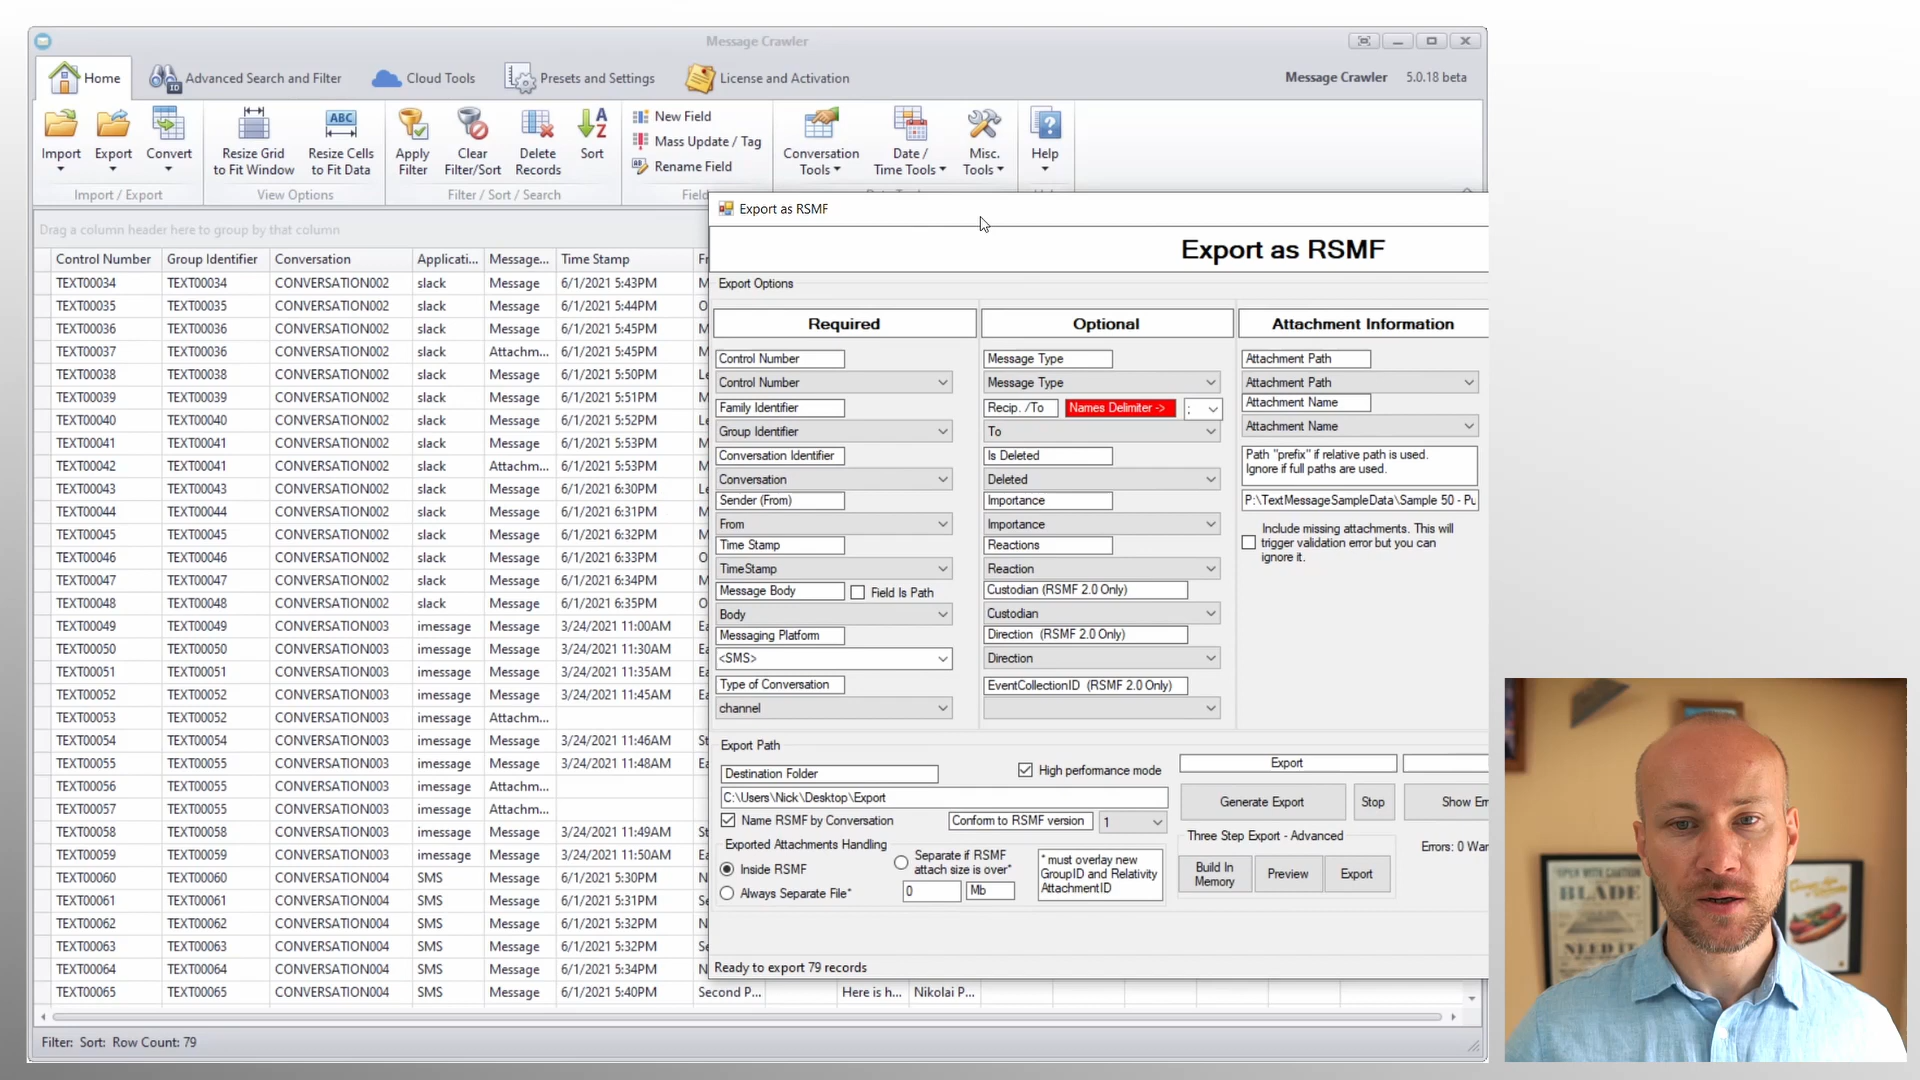 Message Crawler
Home
Advanced Search and Filter
Cloud Tools
Presets and Settings
License and Activation
Message Crawler 5.0.18 beta
Import
Export
Convert
Resize Grid
to Fit Window
Resize Cells
to Fit Data
Apply
Filter
Clear
Filter/Sort
Delete
Records
Sort
New Field
Mass Update / Tag
Rename Field
Conversation
Tools
Date /
Time Tools
Misc.
Tools
Help
Import / Export
View Options
Filter / Sort / Search
Drag a column header here to group by that column
Control Number Group Identifier Conversation Applicati... Message... Time Stamp
TEXT00034 TEXT00034 CONVERSATION002 slack Message 6/1/2021 5:43PM
TEXT00035 TEXT00035 CONVERSATION002 slack Message 6/1/2021 5:44PM
TEXT00036 TEXT00036 CONVERSATION002 slack Message 6/1/2021 5:45PM
TEXT00037 TEXT00036 CONVERSATION002 slack Attachm... 6/1/2021 5:45PM
TEXT00038 TEXT00038 CONVERSATION002 slack Message 6/1/2021 5:50PM
TEXT00039 TEXT00039 CONVERSATION002 slack Message 6/1/2021 5:51PM
TEXT00040 TEXT00040 CONVERSATION002 slack Message 6/1/2021 5:52PM
TEXT00041 TEXT00041 CONVERSATION002 slack Message 6/1/2021 5:53PM
TEXT00042 TEXT00041 CONVERSATION002 slack Attachm... 6/1/2021 5:53PM
TEXT00043 TEXT00043 CONVERSATION002 slack Message 6/1/2021 6:30PM
TEXT00044 TEXT00044 CONVERSATION002 slack Message 6/1/2021 6:31PM
TEXT00045 TEXT00045 CONVERSATION002 slack Message 6/1/2021 6:32PM
TEXT00046 TEXT00046 CONVERSATION002 slack Message 6/1/2021 6:33PM
TEXT00047 TEXT00047 CONVERSATION002 slack Message 6/1/2021 6:34PM
TEXT00048 TEXT00048 CONVERSATION002 slack Message 6/1/2021 6:35PM
TEXT00049 TEXT00049 CONVERSATION003 imessage Message 3/24/2021 11:00AM
TEXT00050 TEXT00050 CONVERSATION003 imessage Message 3/24/2021 11:30AM
TEXT00051 TEXT00051 CONVERSATION003 imessage Message 3/24/2021 11:35AM
TEXT00052 TEXT00052 CONVERSATION003 imessage Message 3/24/2021 11:45AM
TEXT00053 TEXT00052 CONVERSATION003 imessage Attachm...
TEXT00054 TEXT00054 CONVERSATION003 imessage Message 3/24/2021 11:46AM
TEXT00055 TEXT00055 CONVERSATION003 imessage Message 3/24/2021 11:48AM
TEXT00056 TEXT00055 CONVERSATION003 imessage Attachm...
TEXT00057 TEXT00055 CONVERSATION003 imessage Attachm...
TEXT00058 TEXT00058 CONVERSATION003 imessage Message 3/24/2021 11:49AM
TEXT00059 TEXT00059 CONVERSATION003 imessage Message 3/24/2021 11:50AM
TEXT00060 TEXT00060 CONVERSATION004 SMS Message 6/1/2021 5:30PM
TEXT00061 TEXT00061 CONVERSATION004 SMS Message 6/1/2021 5:31PM
TEXT00062 TEXT00062 CONVERSATION004 SMS Message 6/1/2021 5:32PM
TEXT00063 TEXT00063 CONVERSATION004 SMS Message 6/1/2021 5:32PM
TEXT00064 TEXT00064 CONVERSATION004 SMS Message 6/1/2021 5:34PM
TEXT00065 TEXT00065 CONVERSATION004 SMS Message 6/1/2021 5:40PM Second P... Here is h... Nikolai P...
Filter: Sort: Row Count: 79
Export as RSMF
Export as RSMF
Export Options
Required
Control Number
Control Number
Family Identifier
Group Identifier
Conversation Identifier
Conversation
Sender (From)
From
Time Stamp
TimeStamp
Message Body Field Is Path
Body
Messaging Platform
<SMS>
Type of Conversation
channel
Optional
Message Type
Message Type
Recip. /To Names Delimiter -> ;
To
Is Deleted
Deleted
Importance
Importance
Reactions
Reaction
Custodian (RSMF 2.0 Only)
Custodian
Direction (RSMF 2.0 Only)
Direction
EventCollectionID (RSMF 2.0 Only)
Attachment Information
Attachment Path
Attachment Path
Attachment Name
Attachment Name
Path "prefix" if relative path is used.
Ignore if full paths are used.
P:\TextMessageSampleData\Sample 50 - Pu
Include missing attachments. This will
trigger validation error but you can
ignore it.
Export Path
Destination Folder
High performance mode
C:\Users\Nick\Desktop\Export
Name RSMF by Conversation
Conform to RSMF version 1
Exported Attachments Handling
Inside RSMF
Always Separate File*
Separate if RSMF
attach size is over*
0 Mb
* must overlay new
GroupID and Relativity
AttachmentID
Export
Generate Export
Stop
Show Err
Three Step Export - Advanced
Build In
Memory
Preview
Export
Errors: 0 War
Ready to export 79 records
BLADE